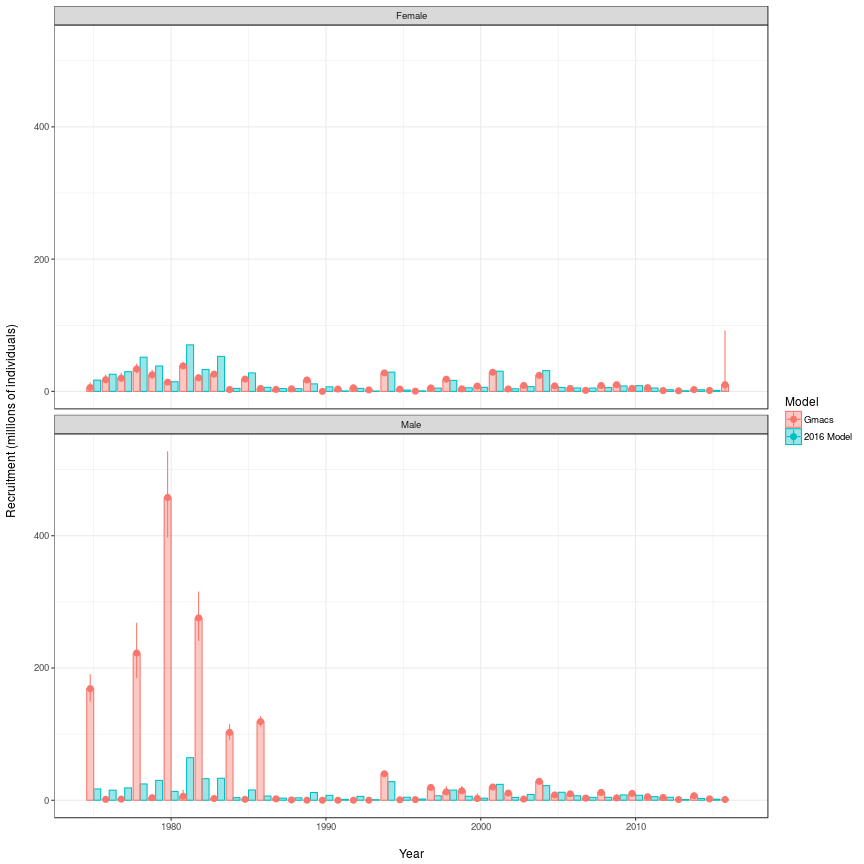 Female
400
200
0
Male
400
200
0
1980
1990
2000
2010
Year
Recruitment (millions of individuals)
Model
Gmacs
2016 Model